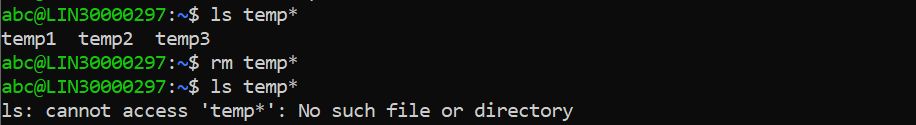 abc@LIN30000297:~$ ls temp*
temp1  temp2  temp3
abc@LIN30000297:~$ rm temp*
abc@LIN30000297:~$ ls temp*
ls: cannot access 'temp*': No such file or directory